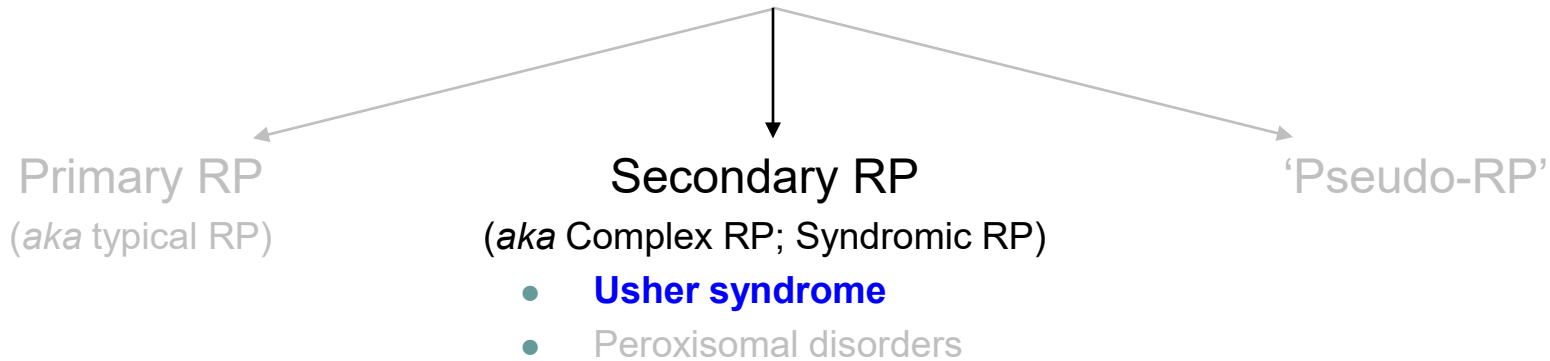 Primary RP Secondary RP ‘Pseudo-RP’
(aka typical RP) (aka Complex RP; Syndromic RP)
● Usher syndrome
● Peroxisomal disorders